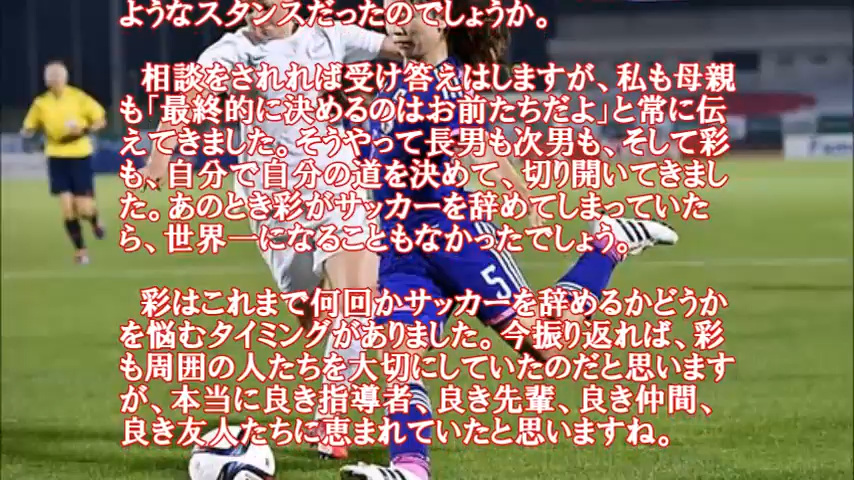 ようなスタンスだったのでしょうか。
相談をされれば受け答えはしますが、私も母親
も「最終的に決めるのはお前たちだよ」と常に伝
えてきました。そうやって長男も次男も、そして彩
も、自分で自分の道を決めて、切り開いてきまし
た。あのとき彩がサッカーを辞めてしまっていた
ら、世界一になることもなかったでしょう。
5
彩はこれまで何回かサッカーを辞めるかどうか
を悩むタイミングがありました。今振り返れば、彩
も周囲の人たちを大切にしていたのだと思います
が、本当に良き指導者、良き先輩、良き仲間、
良き友人たちに恵まれていたと思いますね。